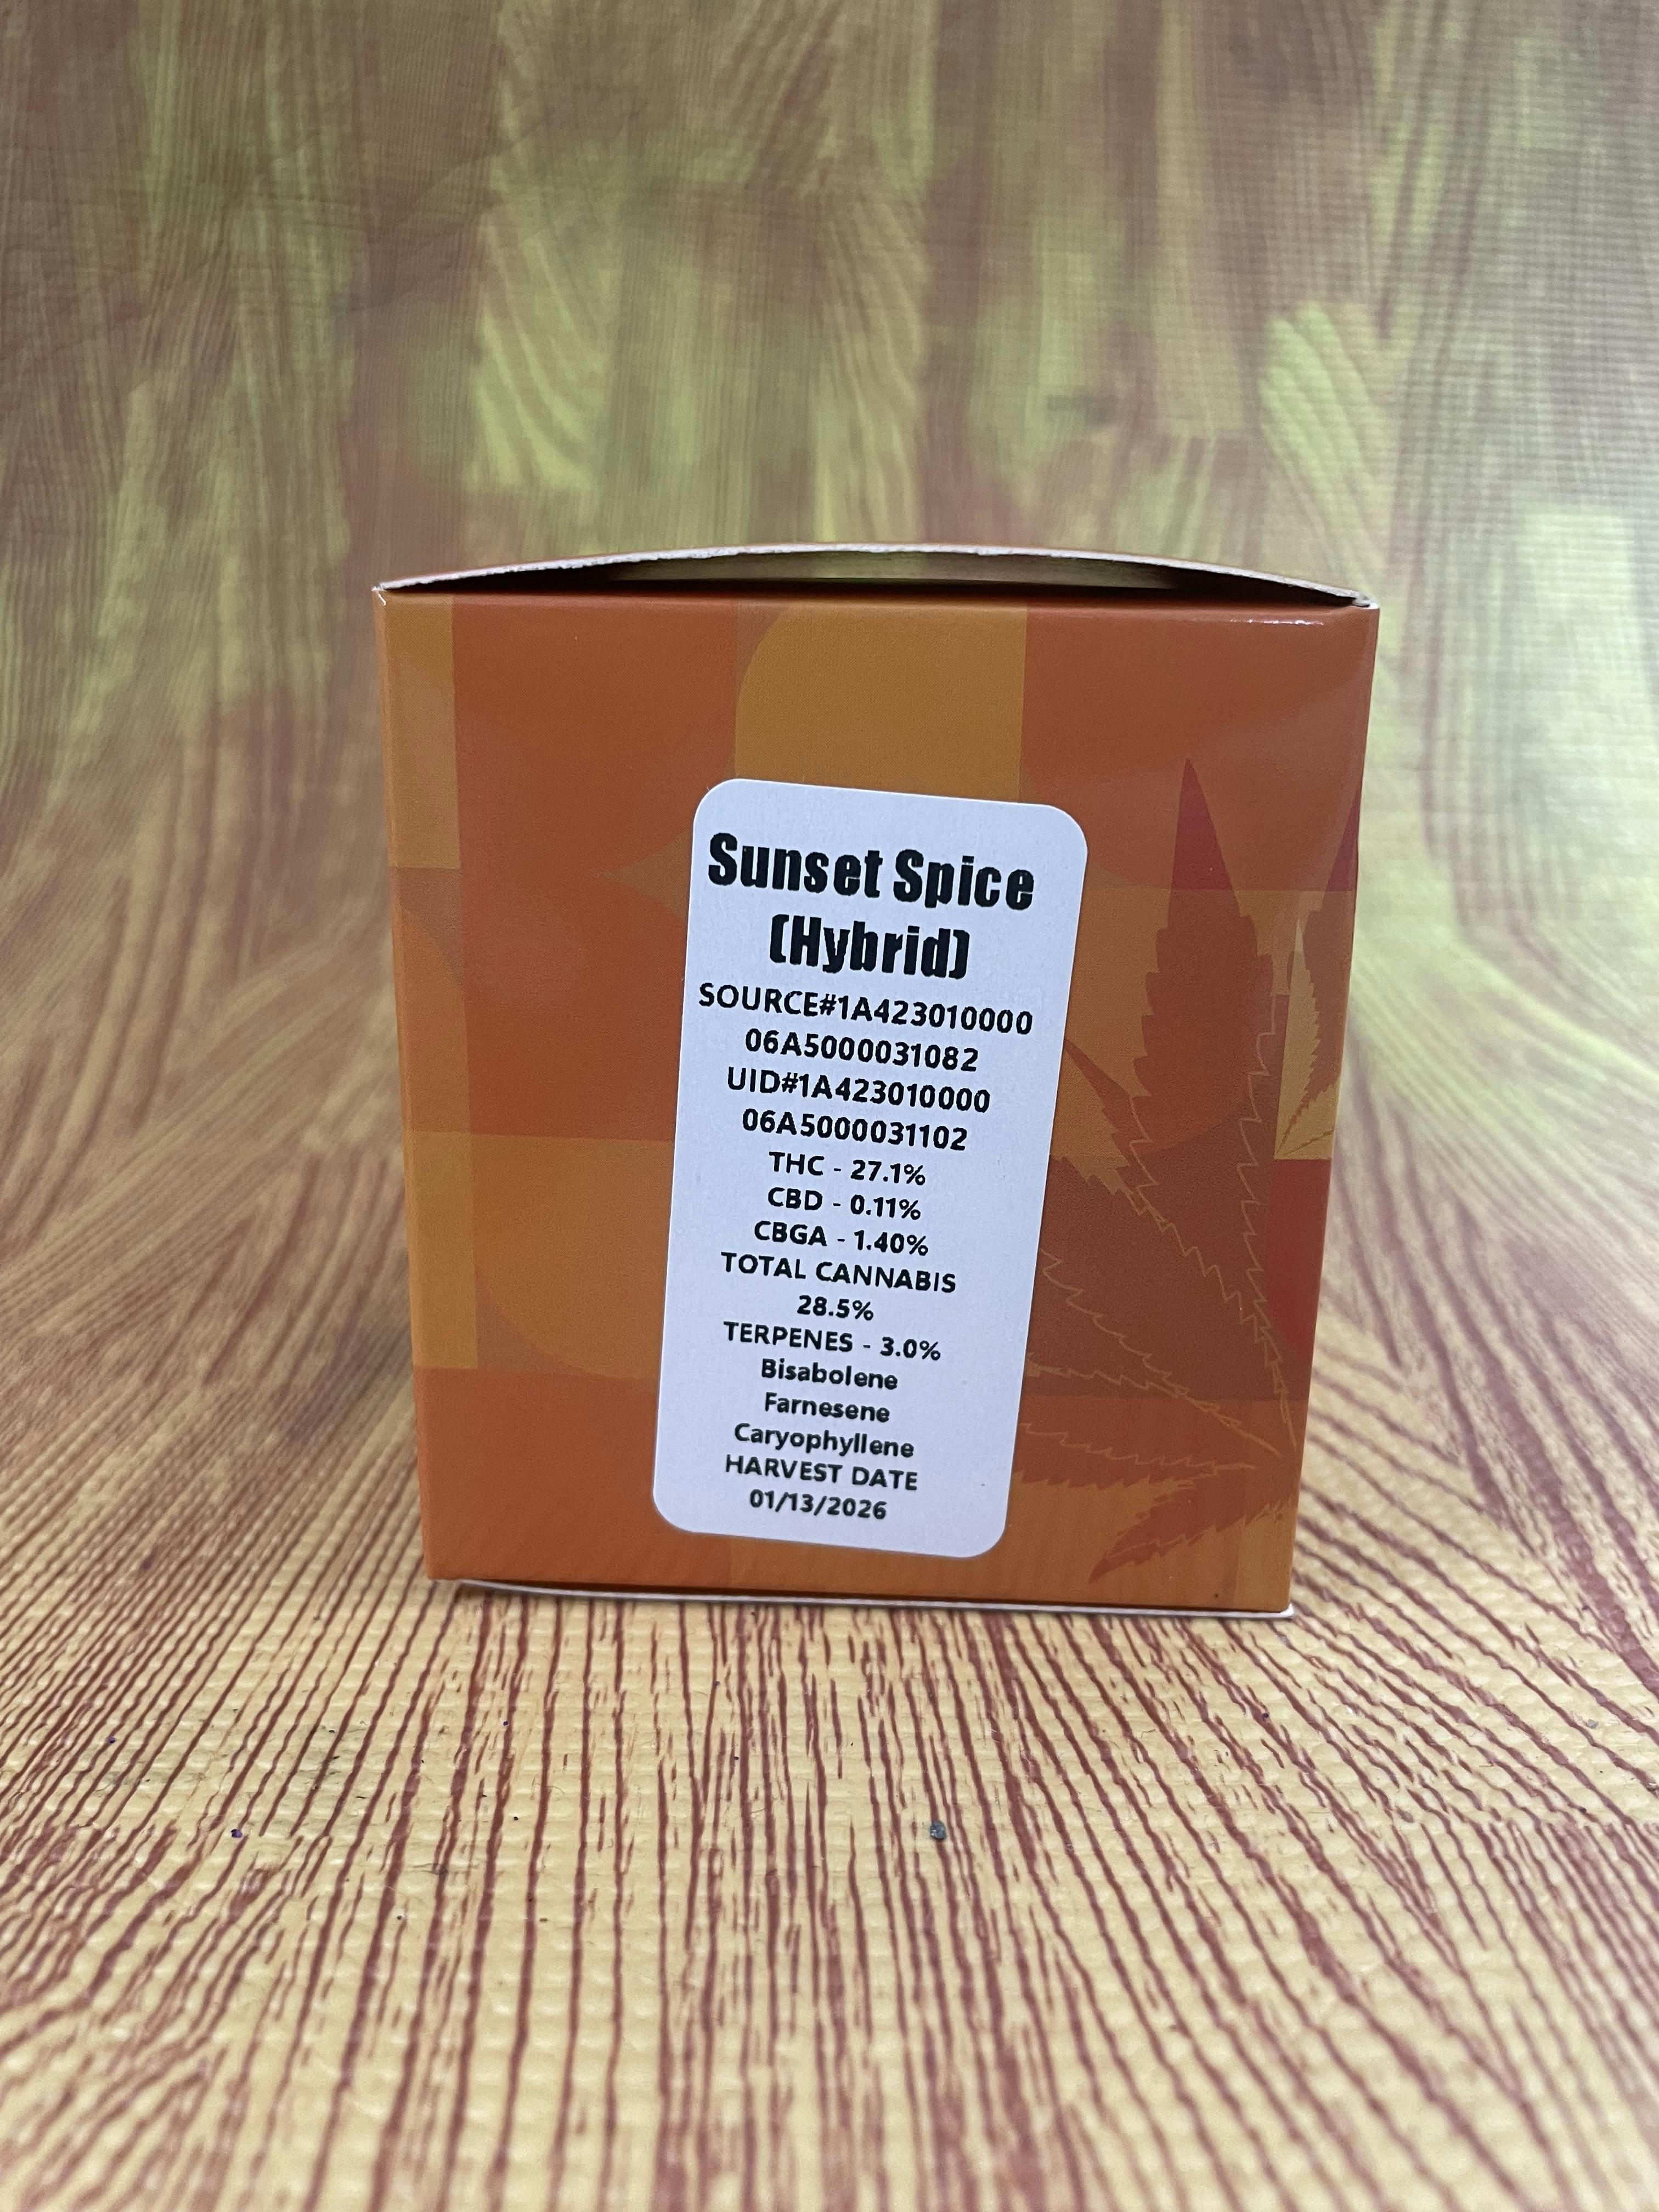 Sunset Spice
(Hybrid)
SOURCE#1A423010000
06A5000031082
UID#1A423010000
06A5000031102
THC - 27.1%
CBD - 0.11%
CBGA - 1.40%
TOTAL CANNABIS
28.5%
TERPENES - 3.0%
Bisabolene
Farnesene
Caryophyllene
HARVEST DATE
01/13/2026